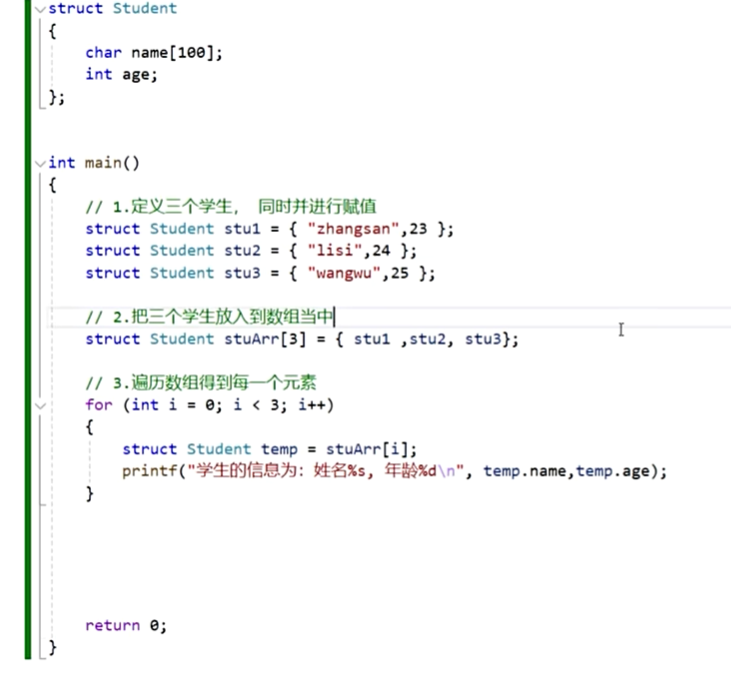 struct Student
{
    char name[100];
    int age;
};
int main()
{
    // 1.定义三个学生， 同时并进行赋值
    struct Student stu1 = { "zhangsan",23 };
    struct Student stu2 = { "lisi",24 };
    struct Student stu3 = { "wangwu",25 };
    // 2.把三个学生放入到数组当中
    struct Student stuArr[3] = { stu1 ,stu2, stu3};
    // 3.遍历数组得到每一个元素
    for (int i = 0; i < 3; i++)
    {
        struct Student temp = stuArr[i];
        printf("学生的信息为: 姓名%s, 年龄%d\n", temp.name,temp.age);
    }
    return 0;
}